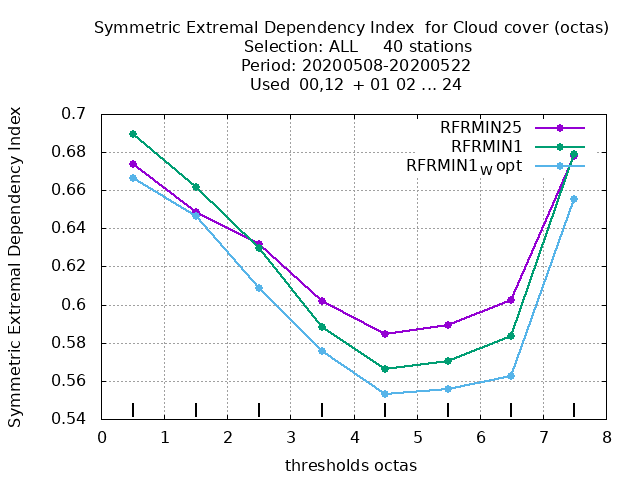 Symmetric Extremal Dependency Index  for Cloud cover (octas)
Selection: ALL     40 stations
Period: 20200508-20200522
Used  00,12  + 01 02 ... 24
Symmetric Extremal Dependency Index
0.7
0.68
0.66
0.64
0.62
0.6
0.58
0.56
0.54
RFRMIN25
RFRMIN1
RFRMIN1W opt
0 1 2 3 4 5 6 7 8
thresholds octas